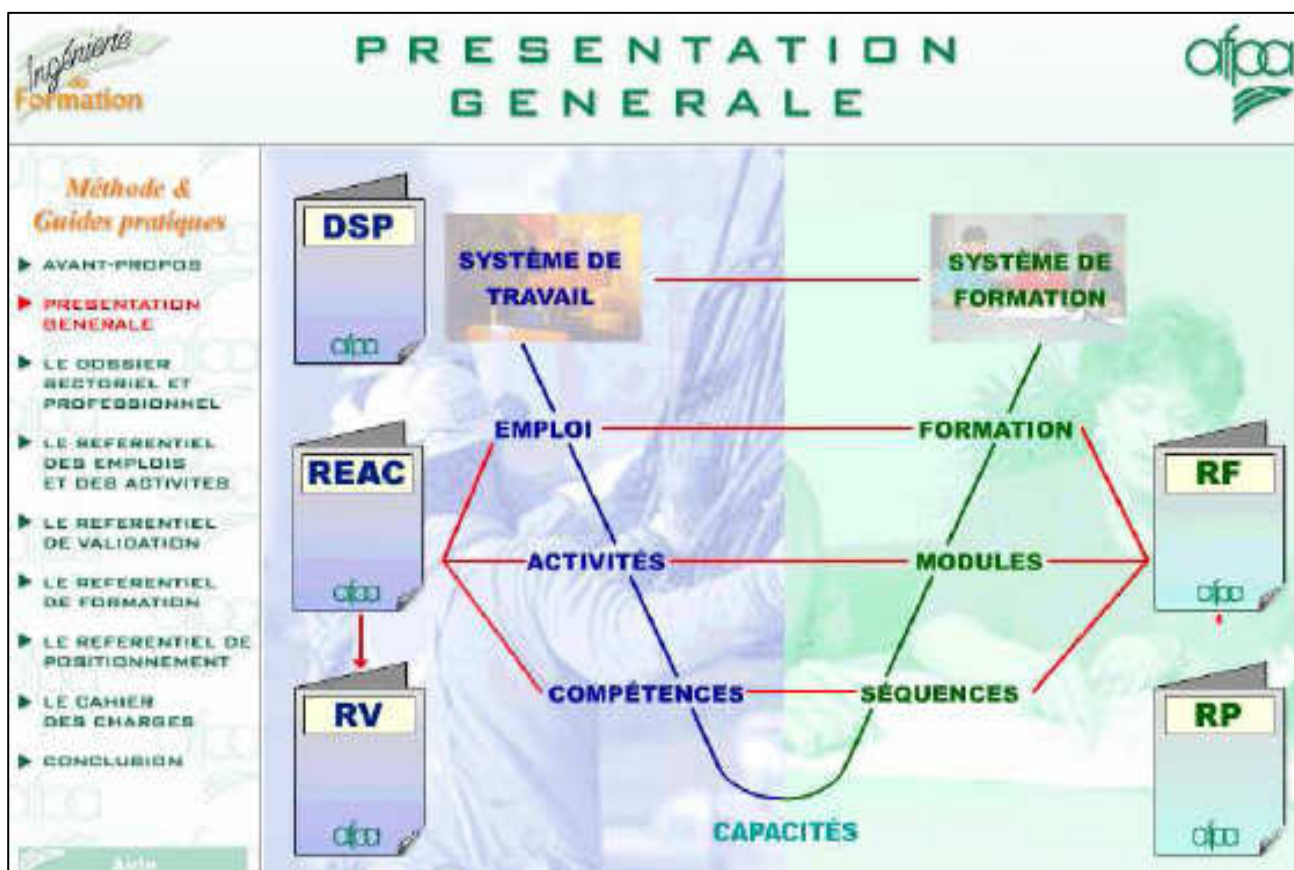 Ingénierie
de
Formation
PRESENTATION
GENERALE
afpa
Méthode &
Guides pratiques
AVANT-PROPOS
PRESENTATION
GENERALE
LE DOSSIER
SECTORIEL ET
PROFESSIONNEL
LE REFERENTIEL
DES EMPLOIS
ET DES ACTIVITES
LE REFERENTIEL
DE VALIDATION
LE REFERENTIEL
DE FORMATION
LE REFERENTIEL DE
POSITIONNEMENT
LE CAHIER
DES CHARGES
CONCLUSION
Aide
DSP
afpa
SYSTÈME DE
TRAVAIL
SYSTÈME DE
FORMATION
REAC
afpa
EMPLOI
FORMATION
RF
afpa
ACTIVITÉS
MODULES
RV
afpa
COMPÉTENCES
SÉQUENCES
RP
afpa
CAPACITÉS